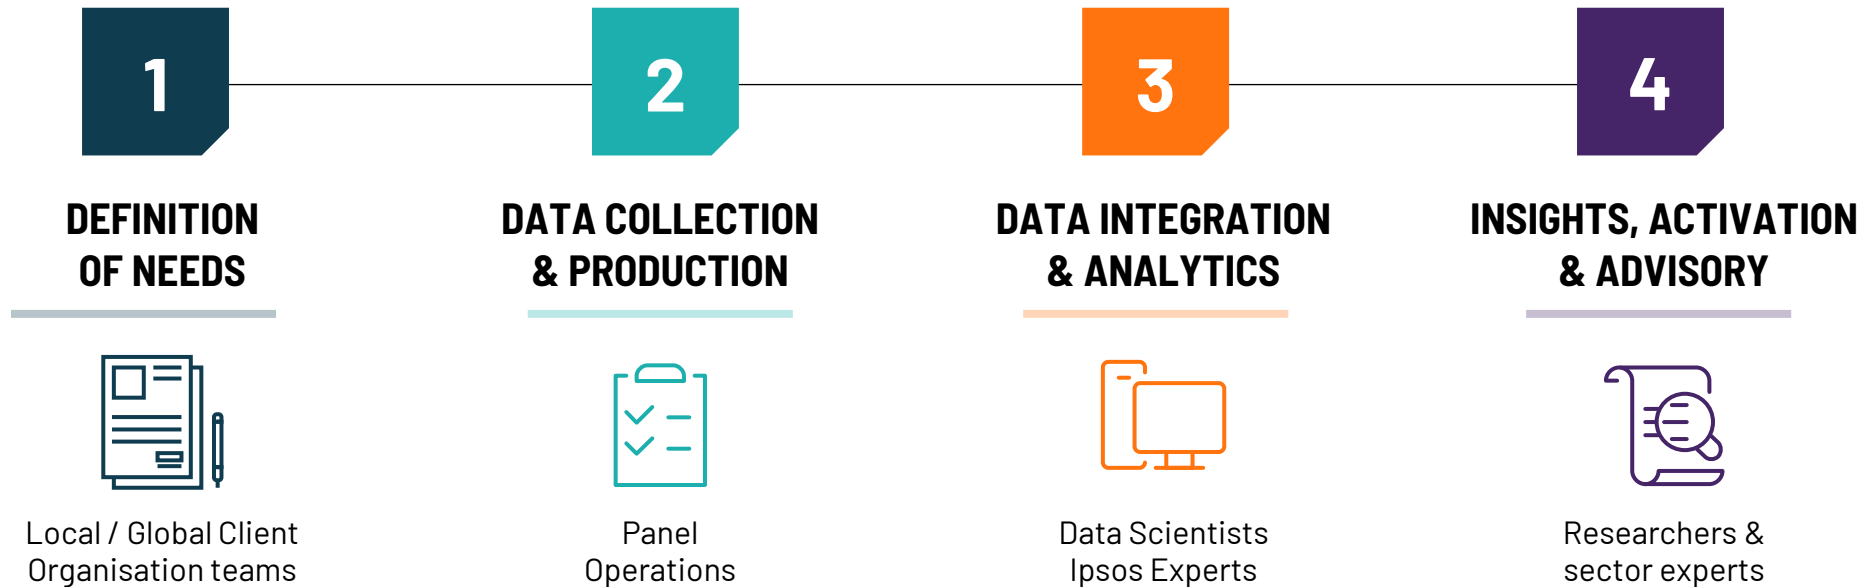 1
DEFINITION
OF NEEDS
Local / Global Client
Organisation teams
2
DATA COLLECTION
& PRODUCTION
Panel
Operations
3
DATA INTEGRATION
& ANALYTICS
Data Scientists
Ipsos Experts
4
INSIGHTS, ACTIVATION
& ADVISORY
Researchers &
sector experts